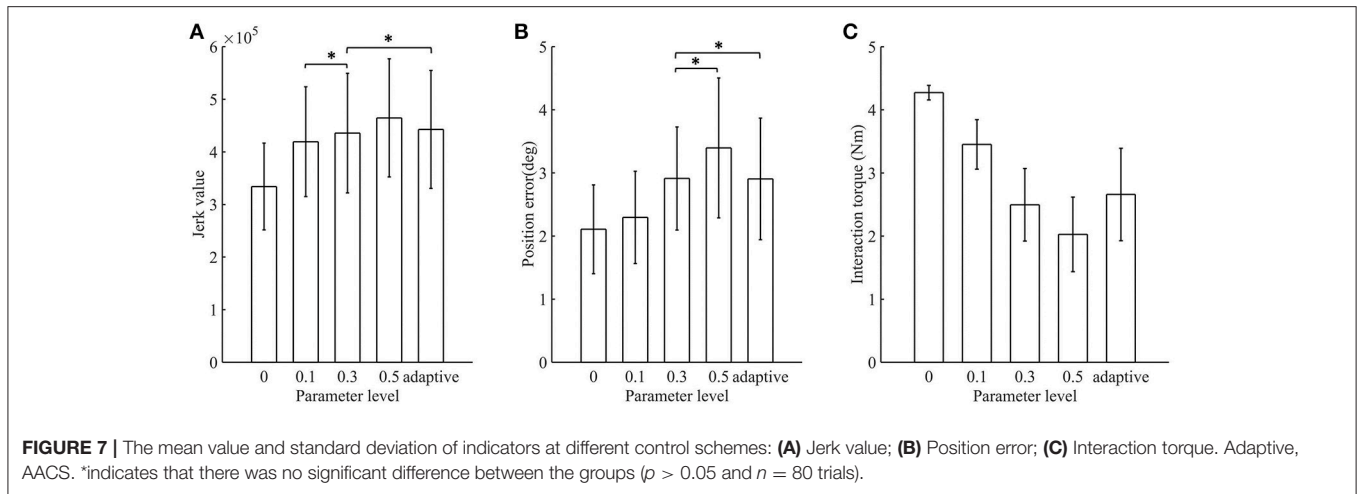 A
×10⁵
6
5
4
3
2
1
0
Jerk value
*
*
0 0.1 0.3 0.5 adaptive
Parameter level
B
5
4
3
2
1
0
Position error(deg)
*
*
0 0.1 0.3 0.5 adaptive
Parameter level
C
5
4
3
2
1
0
Interaction torque (Nm)
0 0.1 0.3 0.5 adaptive
Parameter level
FIGURE 7 | The mean value and standard deviation of indicators at different control schemes: (A) Jerk value; (B) Position error; (C) Interaction torque. Adaptive,
AACS. *indicates that there was no significant difference between the groups (p > 0.05 and n = 80 trials).